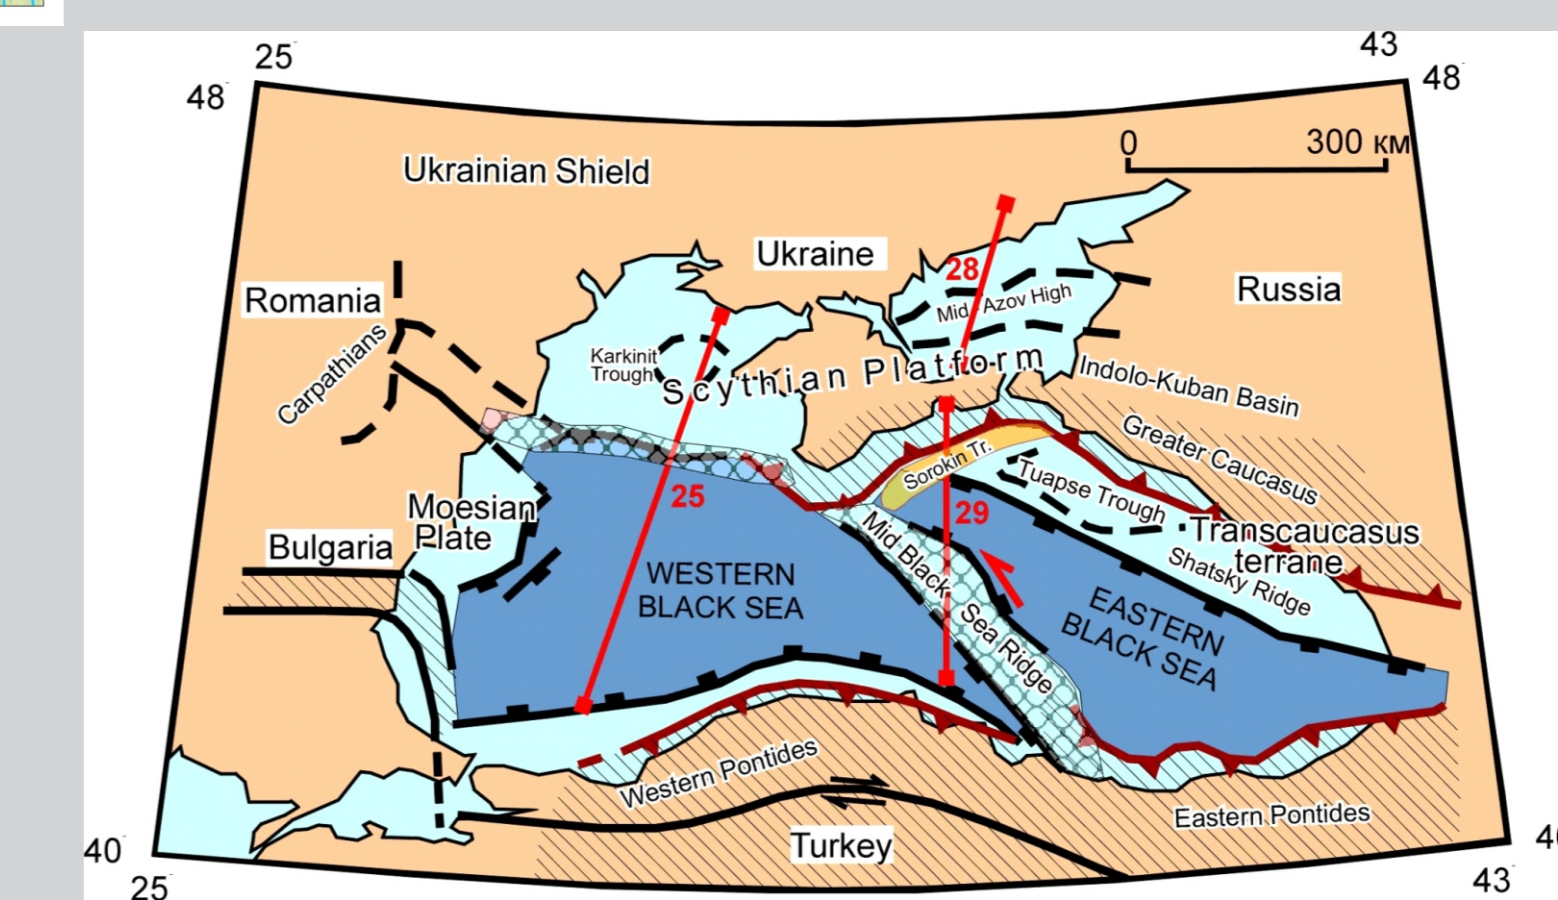 25
43
48
48
0
300 км
Ukrainian Shield
Ukraine
28
Romania
Russia
Mid - Azov High
Carpathians
Karkinit
Trough
Scythian Platform
Indolo-Kuban Basin
Greater Caucasus
Sorokin Tr.
Tuapse Trough
25
29
Moesian
Plate
Mid Black Sea Ridge
Transcaucasus
terrane
Bulgaria
Shatsky Ridge
WESTERN
BLACK SEA
EASTERN
BLACK SEA
Western Pontides
Eastern Pontides
Turkey
40
25
43